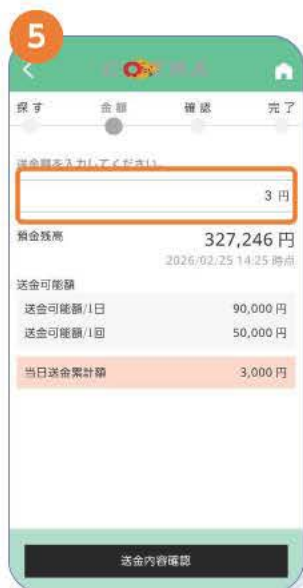 5
探す 金額 確認 完了
送金額を入力してください。
3 円
預金残高 327,246 円
2026/02/25 14:25 時点
送金可能額
送金可能額/1日 90,000 円
送金可能額/1回 50,000 円
当日送金累計額 3,000 円
送金内容確認